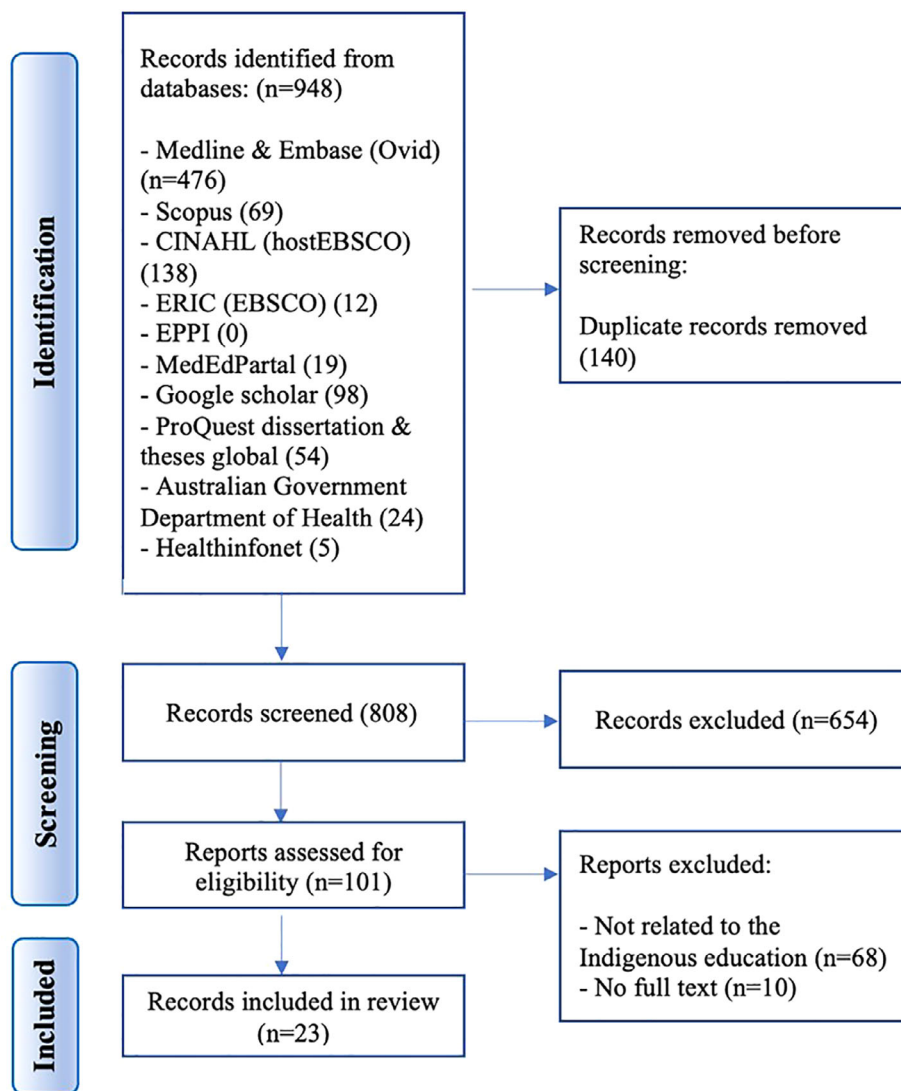 Identification
Records identified from
databases: (n=948)
- Medline & Embase (Ovid)
(n=476)
- Scopus (69)
- CINAHL (hostEBSCO)
(138)
- ERIC (EBSCO) (12)
- EPPI (0)
- MedEdPartal (19)
- Google scholar (98)
- ProQuest dissertation &
theses global (54)
- Australian Government
Department of Health (24)
- Healthinfonet (5)
Records removed before
screening:
Duplicate records removed
(140)
Screening
Records screened (808)
Records excluded (n=654)
Reports assessed for
eligibility (n=101)
Reports excluded:
- Not related to the
Indigenous education (n=68)
- No full text (n=10)
Included
Records included in review
(n=23)